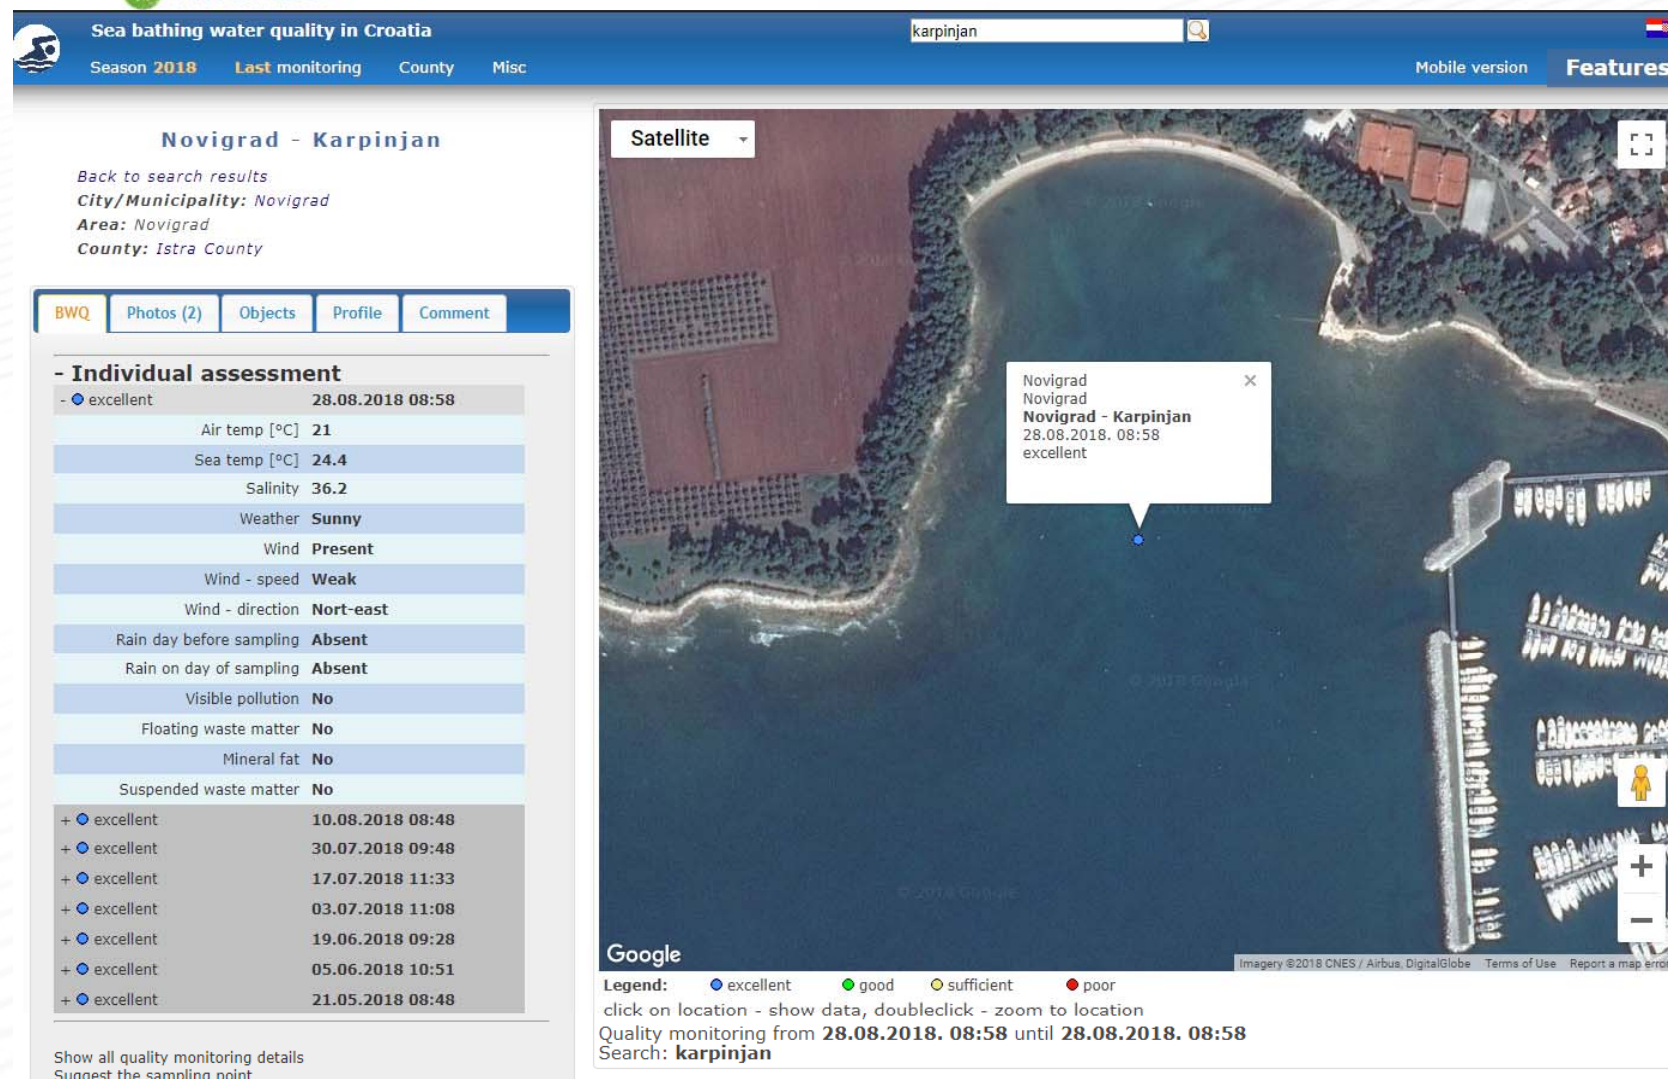 Sea bathing water quality in Croatia
karpinjan
Season 2018 Last monitoring County Misc
Mobile version Features
Novigrad - Karpinjan
Back to search results
City/Municipality: Novigrad
Area: Novigrad
County: Istra County
BWQ Photos (2) Objects Profile Comment
- Individual assessment
- excellent 28.08.2018 08:58
Air temp [°C] 21
Sea temp [°C] 24.4
Salinity 36.2
Weather Sunny
Wind Present
Wind - speed Weak
Wind - direction Nort-east
Rain day before sampling Absent
Rain on day of sampling Absent
Visible pollution No
Floating waste matter No
Mineral fat No
Suspended waste matter No
+ excellent 10.08.2018 08:48
+ excellent 30.07.2018 09:48
+ excellent 17.07.2018 11:33
+ excellent 03.07.2018 11:08
+ excellent 19.06.2018 09:28
+ excellent 05.06.2018 10:51
+ excellent 21.05.2018 08:48
Show all quality monitoring details
Suggest the sampling point
Satellite
Novigrad
Novigrad
Novigrad - Karpinjan
28.08.2018. 08:58
excellent
© 2018 Google
© 2018 Google
© 2018 Google
Google
Imagery ©2018 CNES / Airbus, DigitalGlobe Terms of Use Report a map error
Legend: excellent good sufficient poor
click on location - show data, doubleclick - zoom to location
Quality monitoring from 28.08.2018. 08:58 until 28.08.2018. 08:58
Search: karpinjan